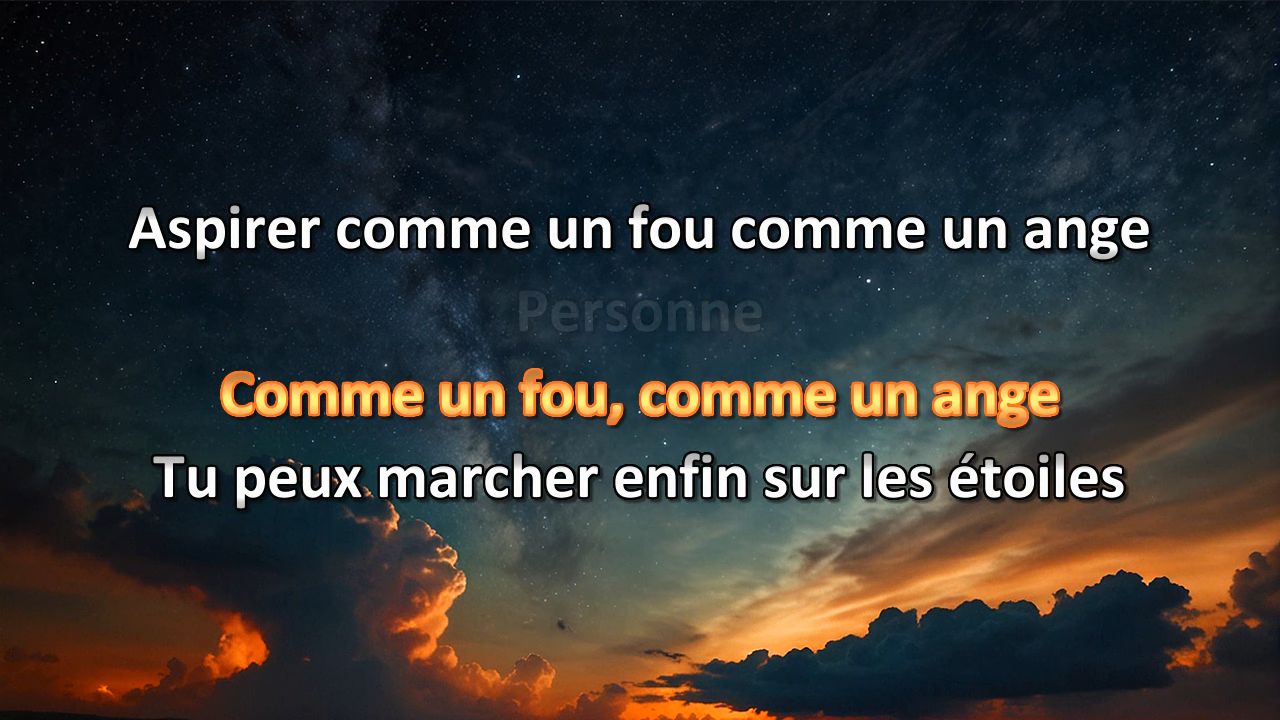 Aspirer comme un fou comme un ange
Personne
Comme un fou, comme un ange
Tu peux marcher enfin sur les étoiles